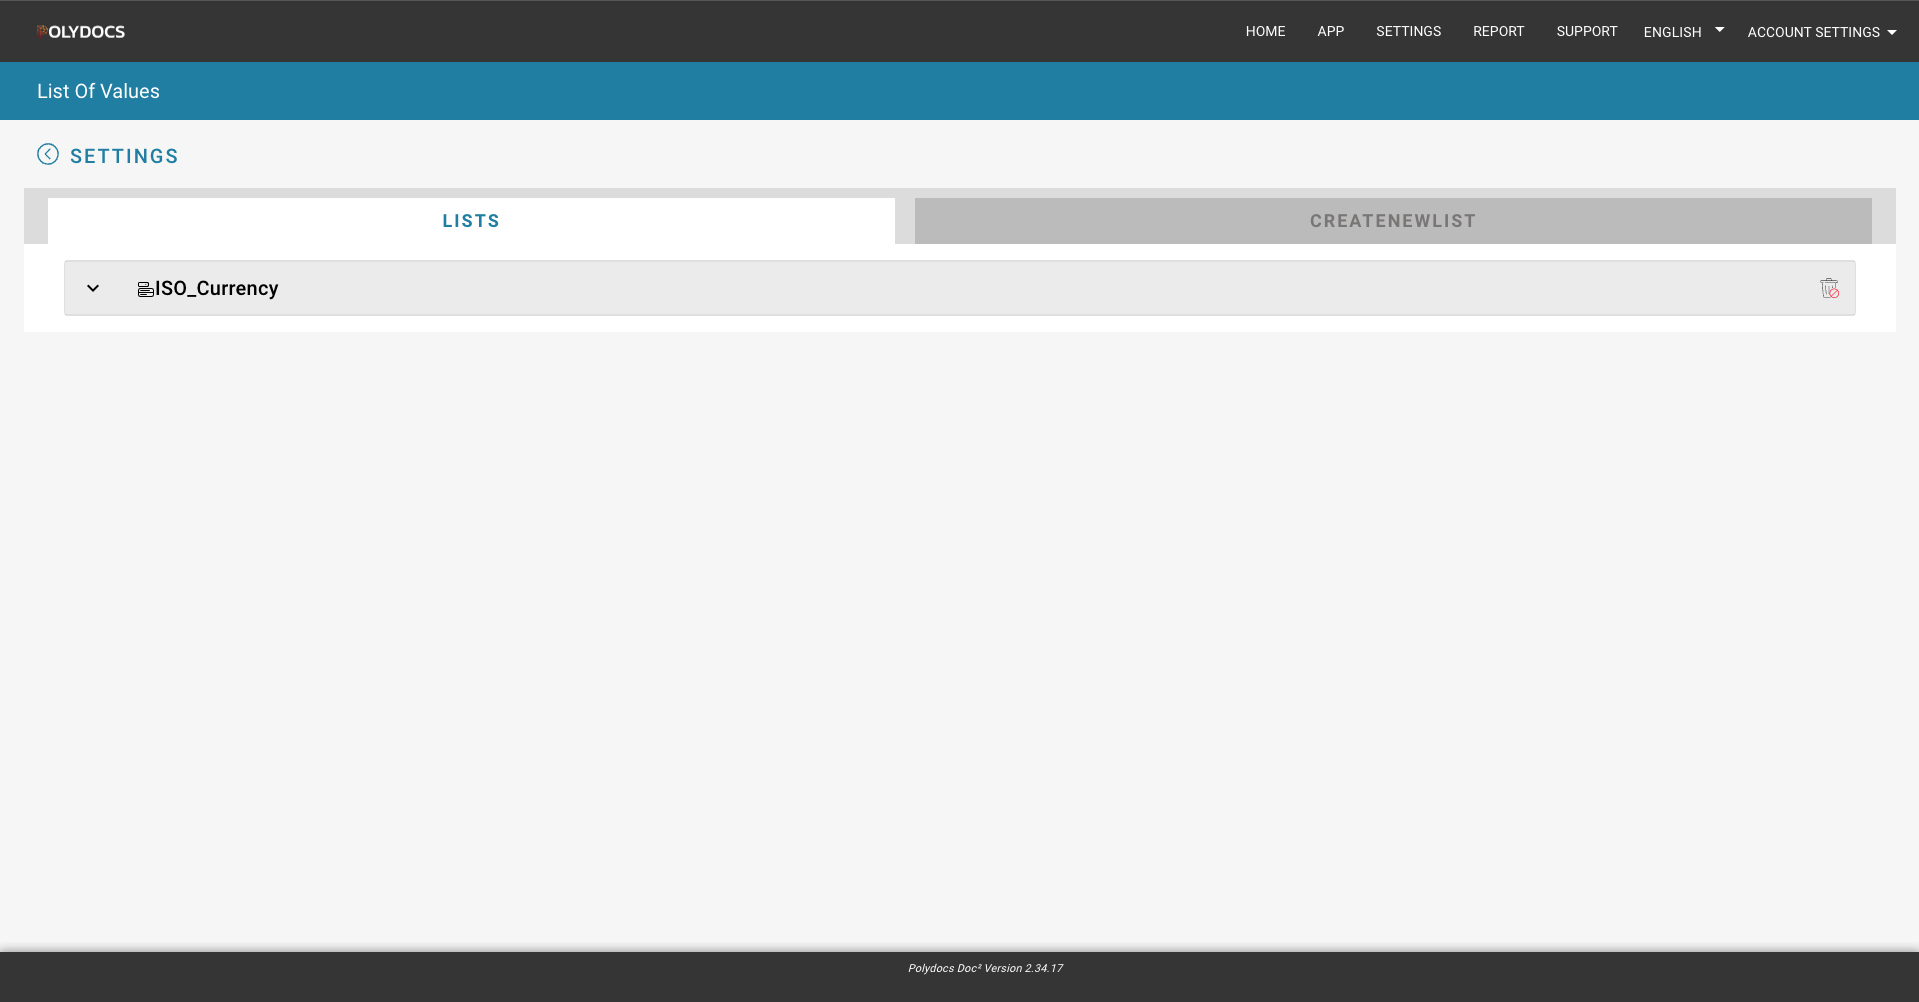 POLYDOCS
HOME APP SETTINGS REPORT SUPPORT ENGLISH ACCOUNT SETTINGS
List Of Values
SETTINGS
LISTS CREATENEWLIST
ISO_Currency
Polydocs Doc² Version 2.34.17